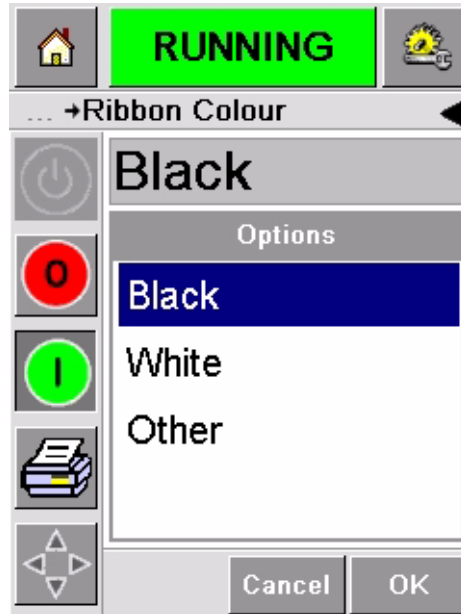 RUNNING
... →Ribbon Colour
Black
Options
Black
White
Other
Cancel OK